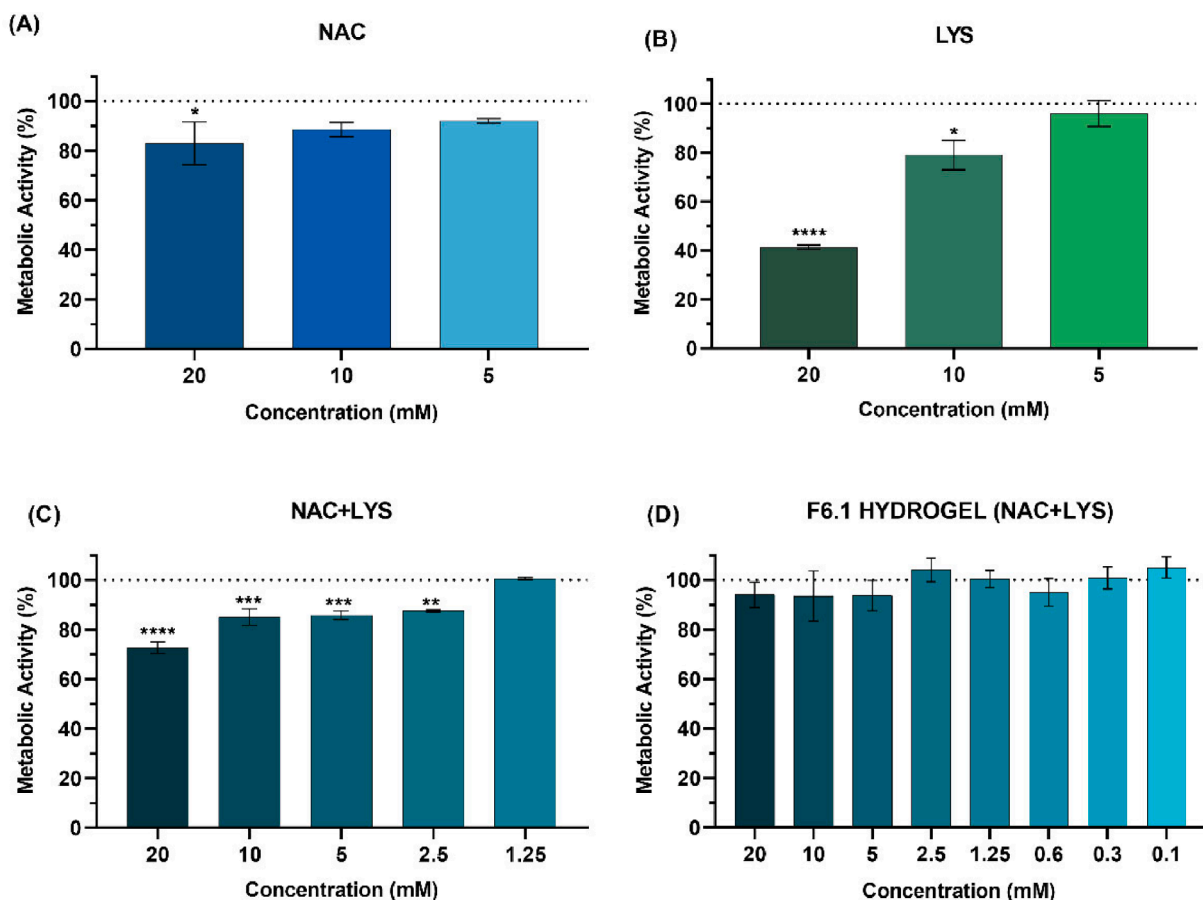 (A)
NAC
Metabolic Activity (%)
100
80
60
40
20
0
*
20 10 5
Concentration (mM)
(B)
LYS
Metabolic Activity (%)
100
80
60
40
20
0
****
*
20 10 5
Concentration (mM)
(C)
NAC+LYS
Metabolic Activity (%)
100
80
60
40
20
0
****
***
***
**
20 10 5 2.5 1.25
Concentration (mM)
(D)
F6.1 HYDROGEL (NAC+LYS)
Metabolic Activity (%)
100
80
60
40
20
0
20 10 5 2.5 1.25 0.6 0.3 0.1
Concentration (mM)